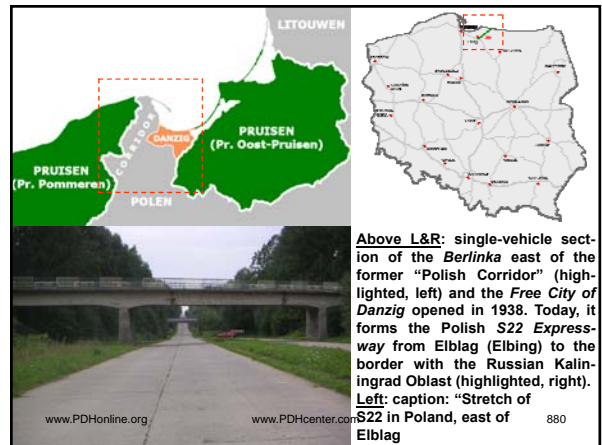 LITOUWEN
CORRIDOR
DANZIG
PRUISEN
(Pr. Oost-Pruisen)
PRUISEN
(Pr. Pommeren)
POLEN
Above L&R: single-vehicle sect-
ion of the Berlinka east of the
former “Polish Corridor” (high-
lighted, left) and the Free City of
Danzig opened in 1938. Today, it
forms the Polish S22 Express-
way from Elblag (Elbing) to the
border with the Russian Kalin-
ingrad Oblast (highlighted, right).
Left: caption: “Stretch of
S22 in Poland, east of
Elblag
www.PDHonline.org
www.PDHcenter.com
880